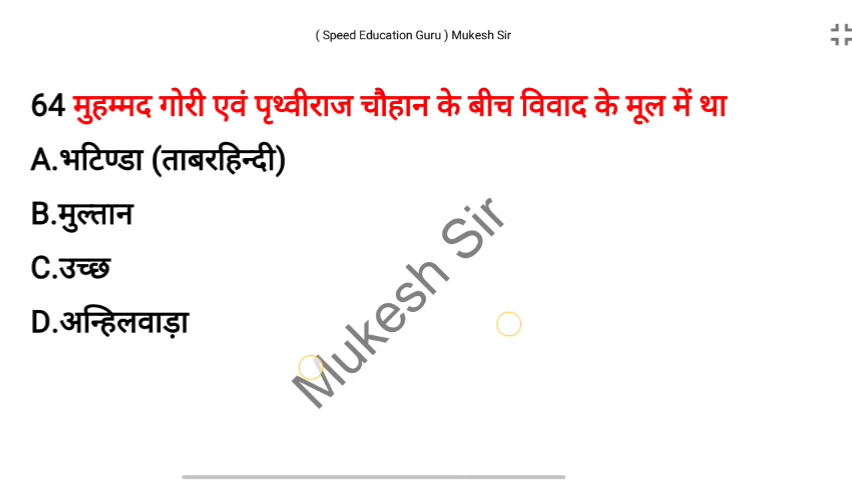 ( Speed Education Guru ) Mukesh Sir
64 मुहम्मद गोरी एवं पृथ्वीराज चौहान के बीच विवाद के मूल में था
A.भटिण्डा (ताबरहिन्दी)
B.मुल्तान
C.उच्छ
D.अन्हिलवाड़ा
Mukesh Sir